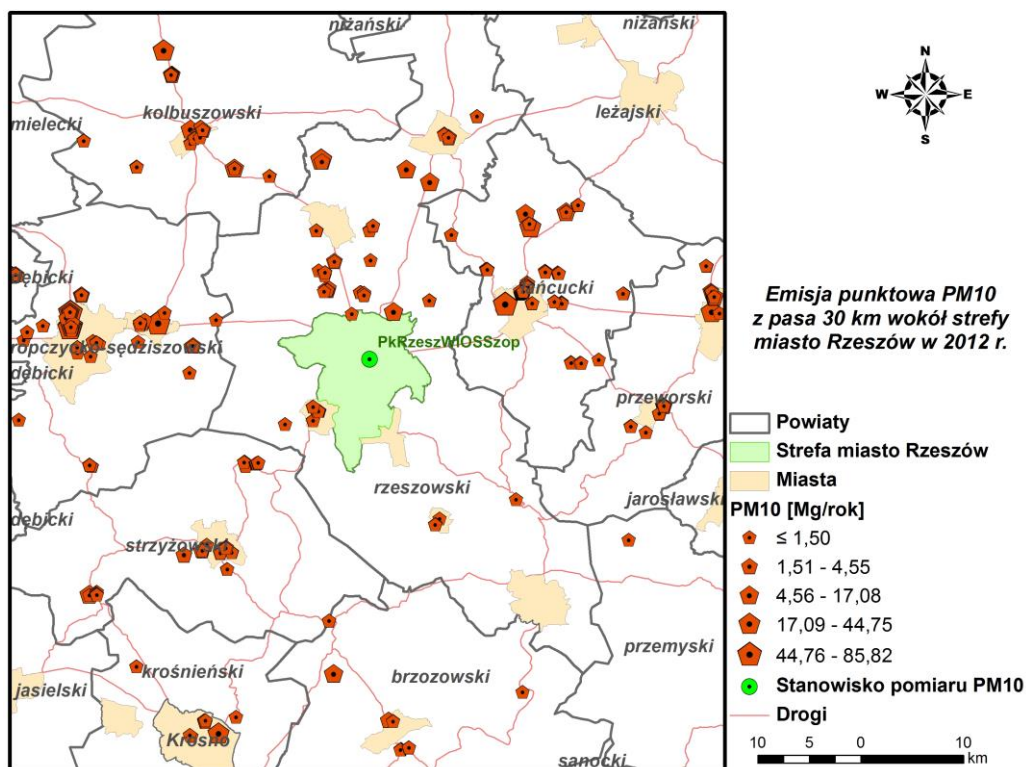 niżański
niżański
kolbuszowski
mielecki
leżajski
dębicki
łańcucki
PkRzeszWIOSSzop
ropczycko-sędziszowski
dębicki
przeworski
rzeszowski
jarosławski
dębicki
strzyżowski
przemyski
krośnieński
brzozowski
jasielski
Krosno
sanocki
N
W E
S
Emisja punktowa PM10
z pasa 30 km wokół strefy
miasto Rzeszów w 2012 r.
Powiaty
Strefa miasto Rzeszów
Miasta
PM10 [Mg/rok]
≤ 1,50
1,51 - 4,55
4,56 - 17,08
17,09 - 44,75
44,76 - 85,82
Stanowisko pomiaru PM10
Drogi
10 5 0 10
km